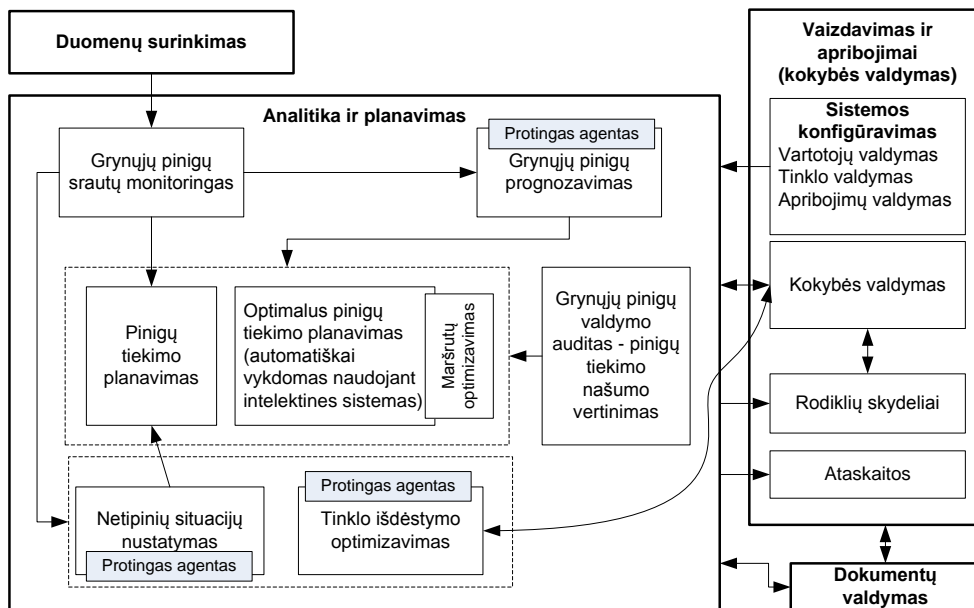 Duomenų surinkimas
Analitika ir planavimas
Grynųjų pinigų
srautų monitoringas
Protingas agentas
Grynųjų pinigų
prognozavimas
Pinigų
tiekimo
planavimas
Optimalus pinigų
tiekimo planavimas
(automatiškai
vykdomas naudojant
intelektines sistemas)
Maršrutų
optimizavimas
Grynųjų pinigų
valdymo
auditas - pinigų
tiekimo
našumo
vertinimas
Netipinių situacijų
nustatymas
Protingas agentas
Protingas agentas
Tinklo išdėstymo
optimizavimas
Vaizdavimas ir
apribojimai
(kokybės valdymas)
Sistemos
konfigūravimas
Vartotojų valdymas
Tinklo valdymas
Apribojimų valdymas
Kokybės valdymas
Rodiklių skydeliai
Ataskaitos
Dokumentų
valdymas